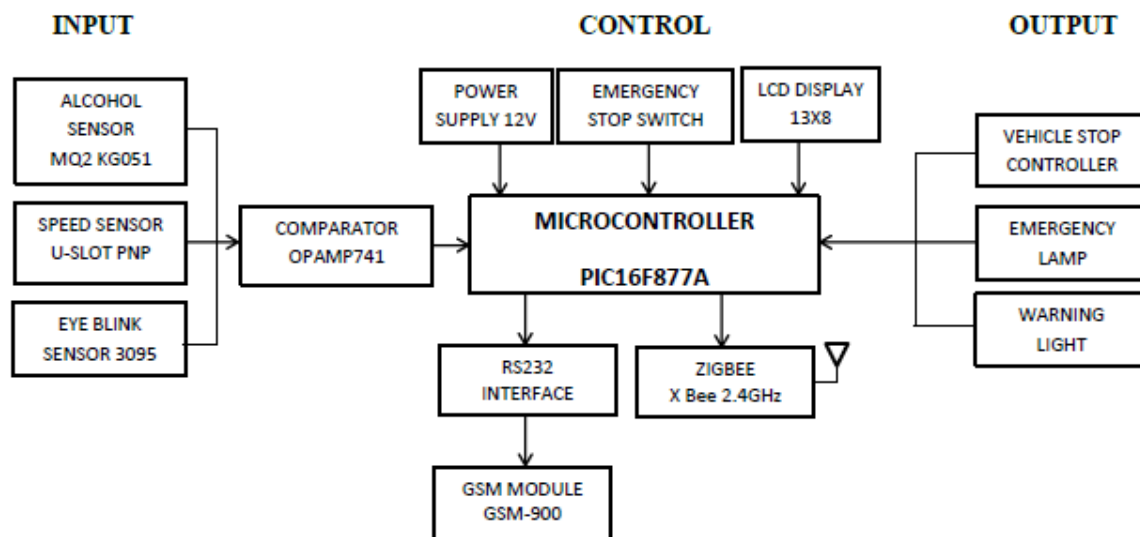 INPUT
CONTROL
OUTPUT
ALCOHOL
SENSOR
MQ2 KG051
SPEED SENSOR
U-SLOT PNP
EYE BLINK
SENSOR 3095
COMPARATOR
OPAMP741
POWER
SUPPLY 12V
EMERGENCY
STOP SWITCH
LCD DISPLAY
13X8
MICROCONTROLLER
PIC16F877A
RS232
INTERFACE
ZIGBEE
X Bee 2.4GHz
GSM MODULE
GSM-900
VEHICLE STOP
CONTROLLER
EMERGENCY
LAMP
WARNING
LIGHT